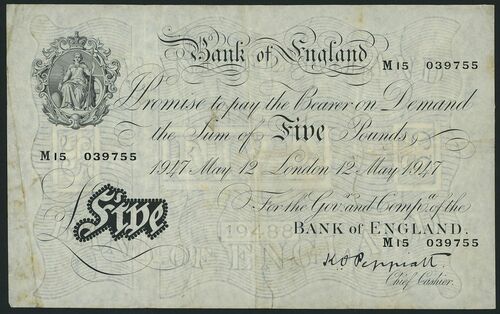 Bank of England
M15 039755
I Promise to pay the Bearer on Demand
the Sum of Five Pounds
M15 039755
1947 May 12 London 12 May 1947
For the Govr. and Compa. of the
BANK of ENGLAND.
Five
M15 039755
K.O. Peppiatt
Chief Cashier.